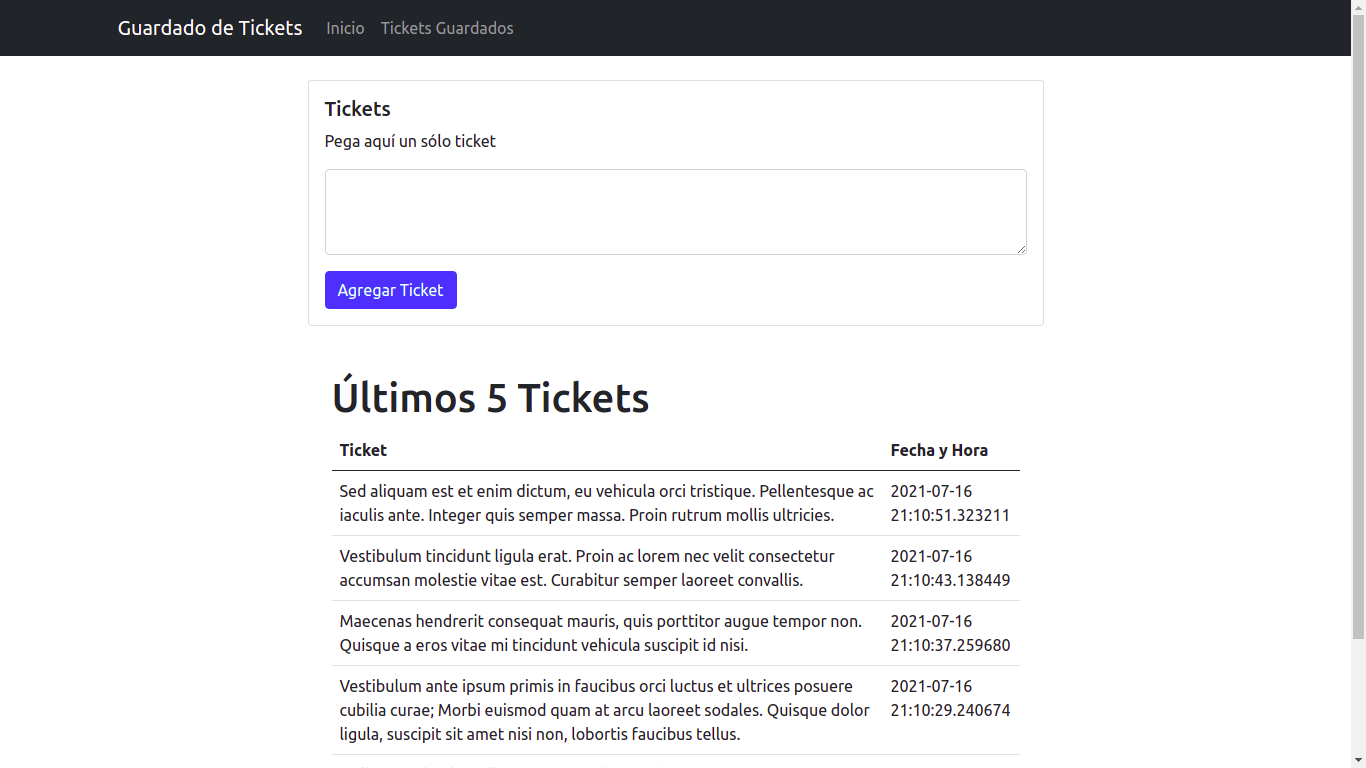 Guardado de Tickets Inicio Tickets Guardados
Tickets
Pega aquí un sólo ticket
Agregar Ticket
Últimos 5 Tickets
Ticket Fecha y Hora
Sed aliquam est et enim dictum, eu vehicula orci tristique. Pellentesque ac 2021-07-16
iaculis ante. Integer quis semper massa. Proin rutrum mollis ultricies. 21:10:51.323211
Vestibulum tincidunt ligula erat. Proin ac lorem nec velit consectetur 2021-07-16
accumsan molestie vitae est. Curabitur semper laoreet convallis. 21:10:43.138449
Maecenas hendrerit consequat mauris, quis porttitor augue tempor non. 2021-07-16
Quisque a eros vitae mi tincidunt vehicula suscipit id nisi. 21:10:37.259680
Vestibulum ante ipsum primis in faucibus orci luctus et ultrices posuere 2021-07-16
cubilia curae; Morbi euismod quam at arcu laoreet sodales. Quisque dolor 21:10:29.240674
ligula, suscipit sit amet nisi non, lobortis faucibus tellus.